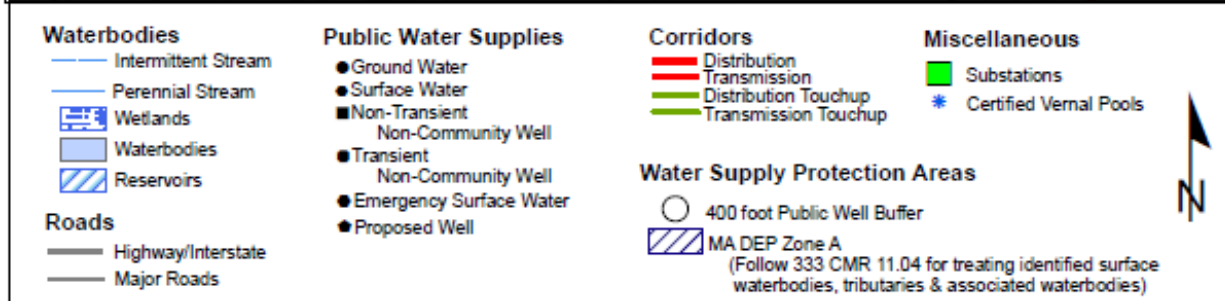 Waterbodies
Intermittent Stream
Perennial Stream
Wetlands
Waterbodies
Reservoirs
Roads
Highway/Interstate
Major Roads
Public Water Supplies
Ground Water
Surface Water
Non-Transient
Non-Community Well
Transient
Non-Community Well
Emergency Surface Water
Proposed Well
Corridors
Distribution
Transmission
Distribution Touchup
Transmission Touchup
Miscellaneous
Substations
Certified Vernal Pools
Water Supply Protection Areas
400 foot Public Well Buffer
MA DEP Zone A
(Follow 333 CMR 11.04 for treating identified surface
waterbodies, tributaries & associated waterbodies)
N